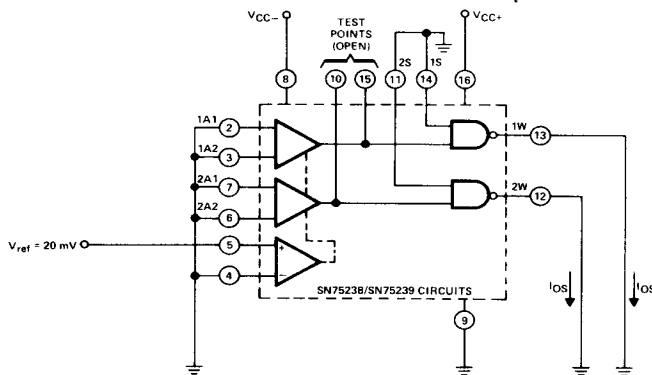 VCC−
TEST
POINTS
(OPEN)
VCC+
2S
1S
8
10
15
11
14
16
1A1
2
1A2
3
2A1
7
2A2
6
Vref = 20 mV
5
+
4
−
1W
13
2W
12
IOS
IOS
SN75238/SN75239 CIRCUITS
9